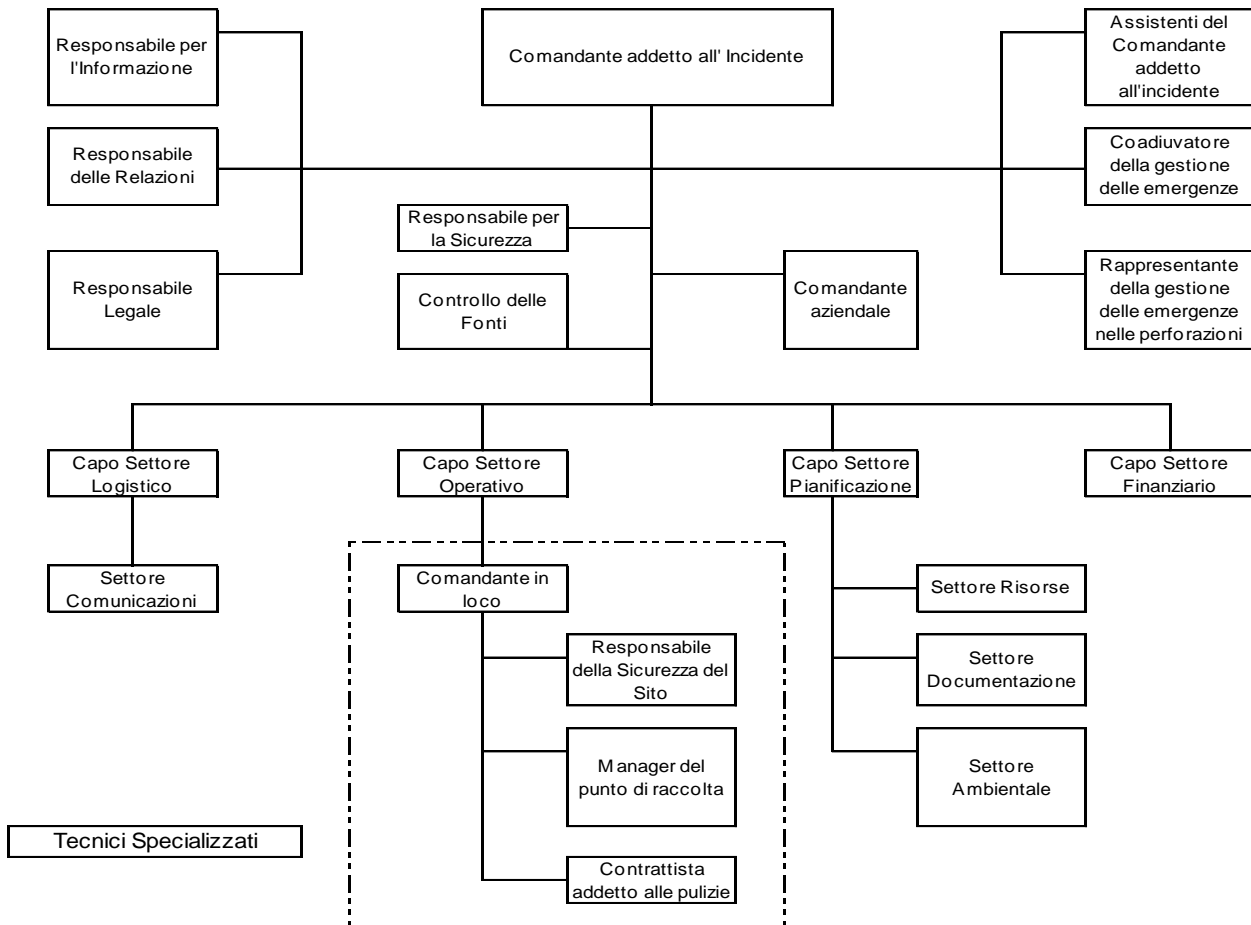 Responsabile per
l'Informazione
Comandante addetto all' Incidente
Assistenti del
Comandante
addetto
all'incidente
Responsabile
delle Relazioni
Coadiuvatore
della gestione
delle emergenze
Responsabile per
la Sicurezza
Responsabile
Legale
Controllo delle
Fonti
Comandante
aziendale
Rappresentante
della gestione
delle emergenze
nelle perforazioni
Capo Settore
Logistico
Capo Settore
Operativo
Capo Settore
Pianificazione
Capo Settore
Finanziario
Settore
Comunicazioni
Comandante in
loco
Settore Risorse
Responsabile
della Sicurezza del
Sito
Settore
Documentazione
Manager del
punto di raccolta
Settore
Ambientale
Tecnici Specializzati
Contrattista
addetto alle pulizie